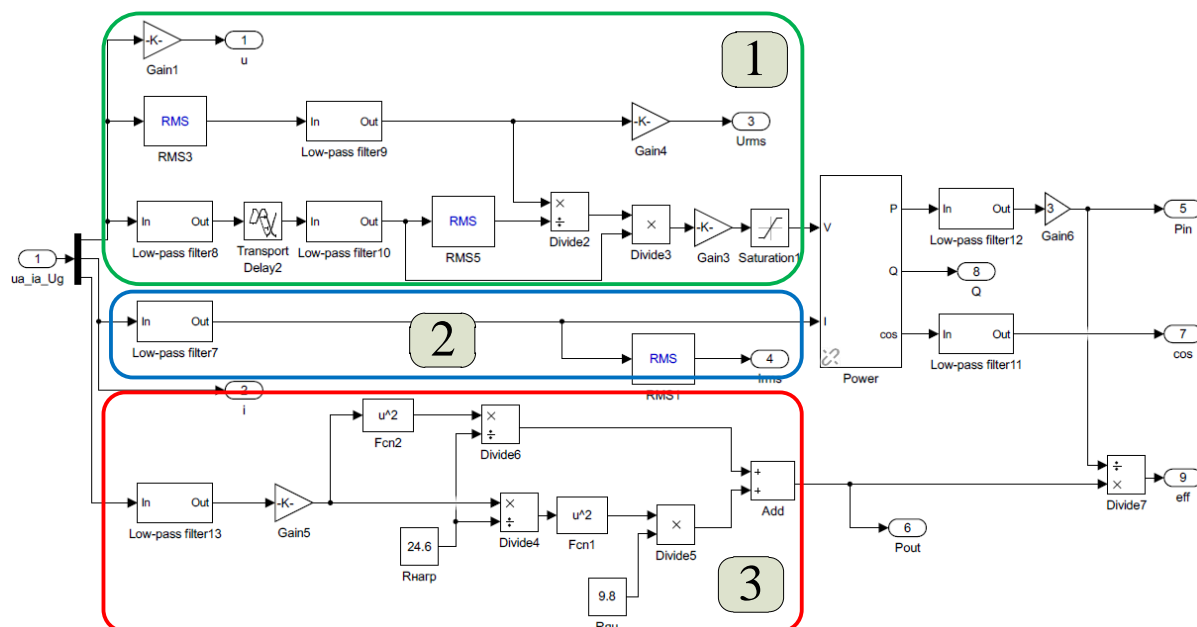 -K-
Gain1
1
u
1
RMS
RMS3
In Out
Low-pass filter9
-K-
Gain4
3
Urms
In Out
Low-pass filter8
Transport
Delay2
In Out
Low-pass filter10
RMS
RMS5
×
÷
Divide2
×
Divide3
-K-
Gain3
Saturation1
V
I
P
Q
cos
Power
In Out
Low-pass filter12
3
Gain6
5
Pin
8
Q
In Out
Low-pass filter11
7
cos
1
ua_ia_Ug
In Out
Low-pass filter7
2
RMS
RMS1
4
Irms
2
i
u^2
Fcn2
×
÷
Divide6
In Out
Low-pass filter13
-K-
Gain5
×
÷
Divide4
u^2
Fcn1
×
Divide5
+
+
Add
24.6
Rнагр
9.8
3
6
Pout
÷
×
Divide7
9
eff